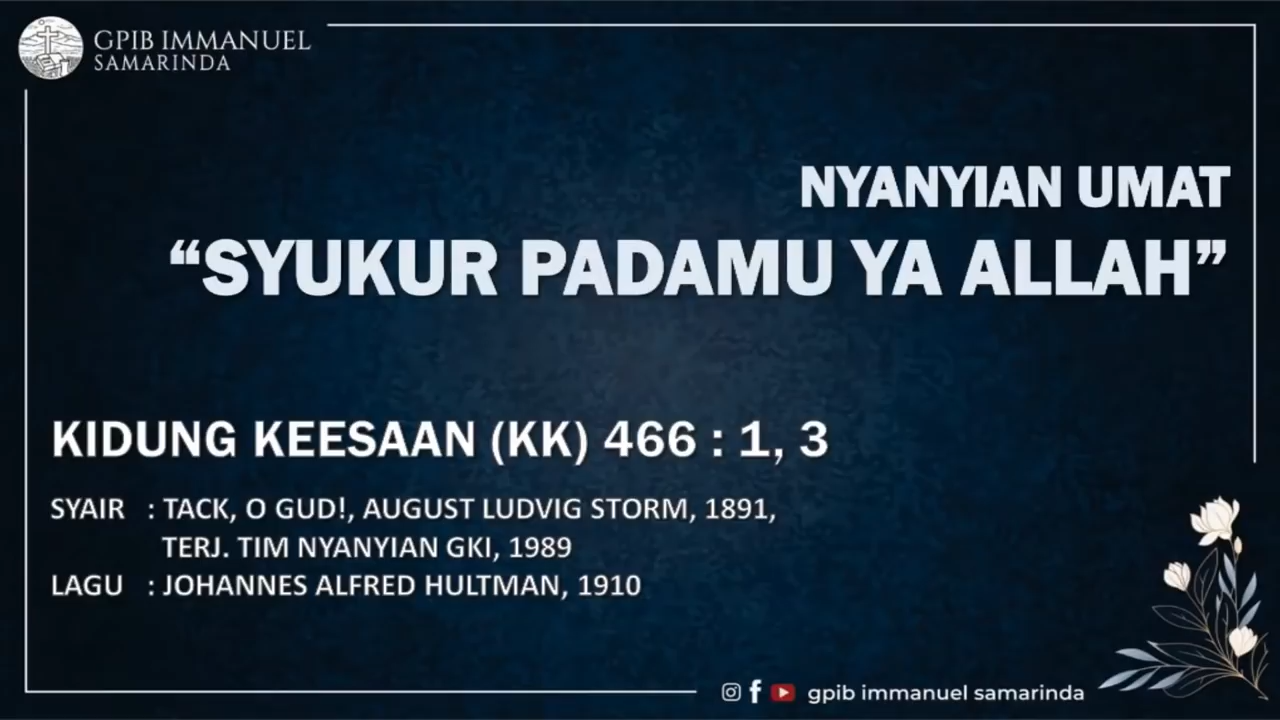 GPIB IMMANUEL
SAMARINDA
NYANYIAN UMAT
“SYUKUR PADAMU YA ALLAH”
KIDUNG KEESAAN (KK) 466 : 1, 3
SYAIR : TACK, O GUD!, AUGUST LUDVIG STORM, 1891,
TERJ. TIM NYANYIAN GKI, 1989
LAGU : JOHANNES ALFRED HULTMAN, 1910
gpib immanuel samarinda